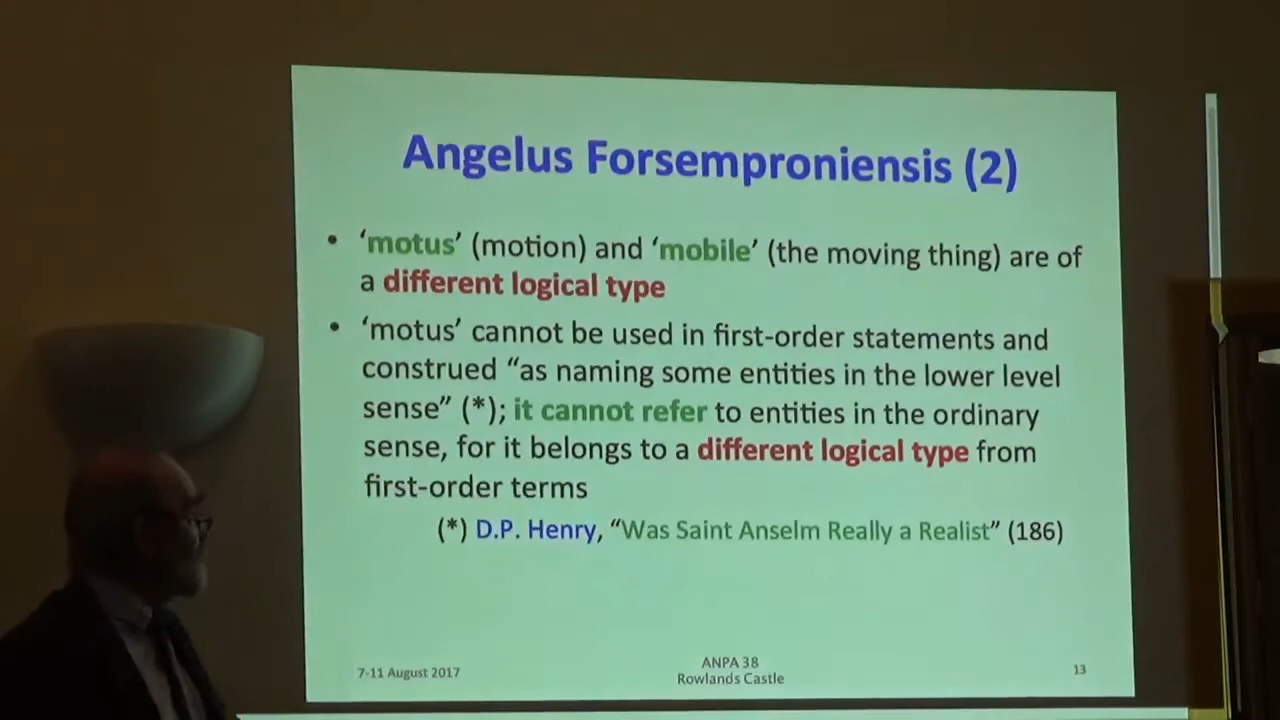 Angelus Forsemproniensis (2)
• ‘motus’ (motion) and ‘mobile’ (the moving thing) are of
a different logical type
• ‘motus’ cannot be used in first-order statements and
construed “as naming some entities in the lower level
sense” (*); it cannot refer to entities in the ordinary
sense, for it belongs to a different logical type from
first-order terms
(*) D.P. Henry, “Was Saint Anselm Really a Realist” (186)
7-11 August 2017
ANPA 38
Rowlands Castle
13